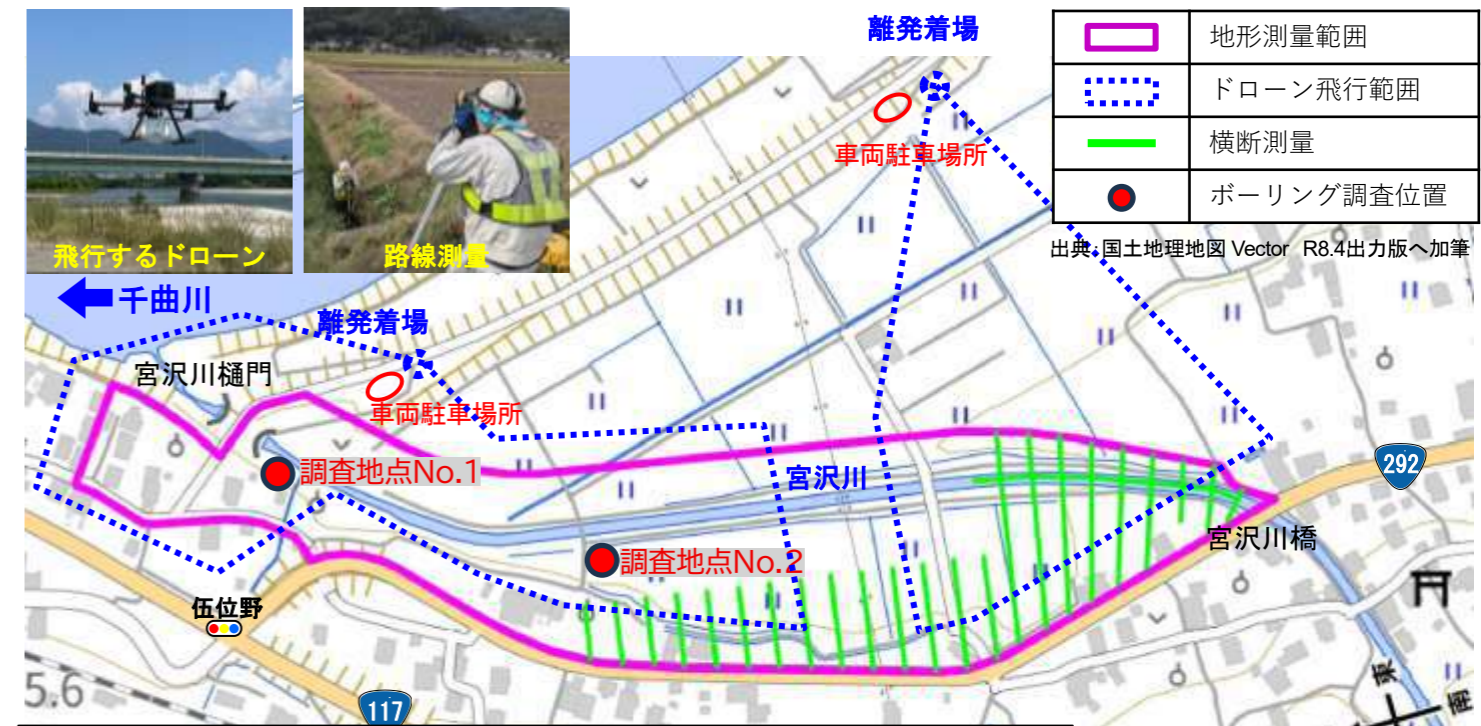 離発着場
地形測量範囲
ドローン飛行範囲
横断測量
ボーリング調査位置
出典:国土地理地図 Vector R8.4出力版へ加筆
飛行するドローン
路線測量
車両駐車場所
千曲川
離発着場
宮沢川樋門
車両駐車場所
調査地点No.1
宮沢川
292
宮沢川橋
調査地点No.2
伍位野
5.6
117
東
南